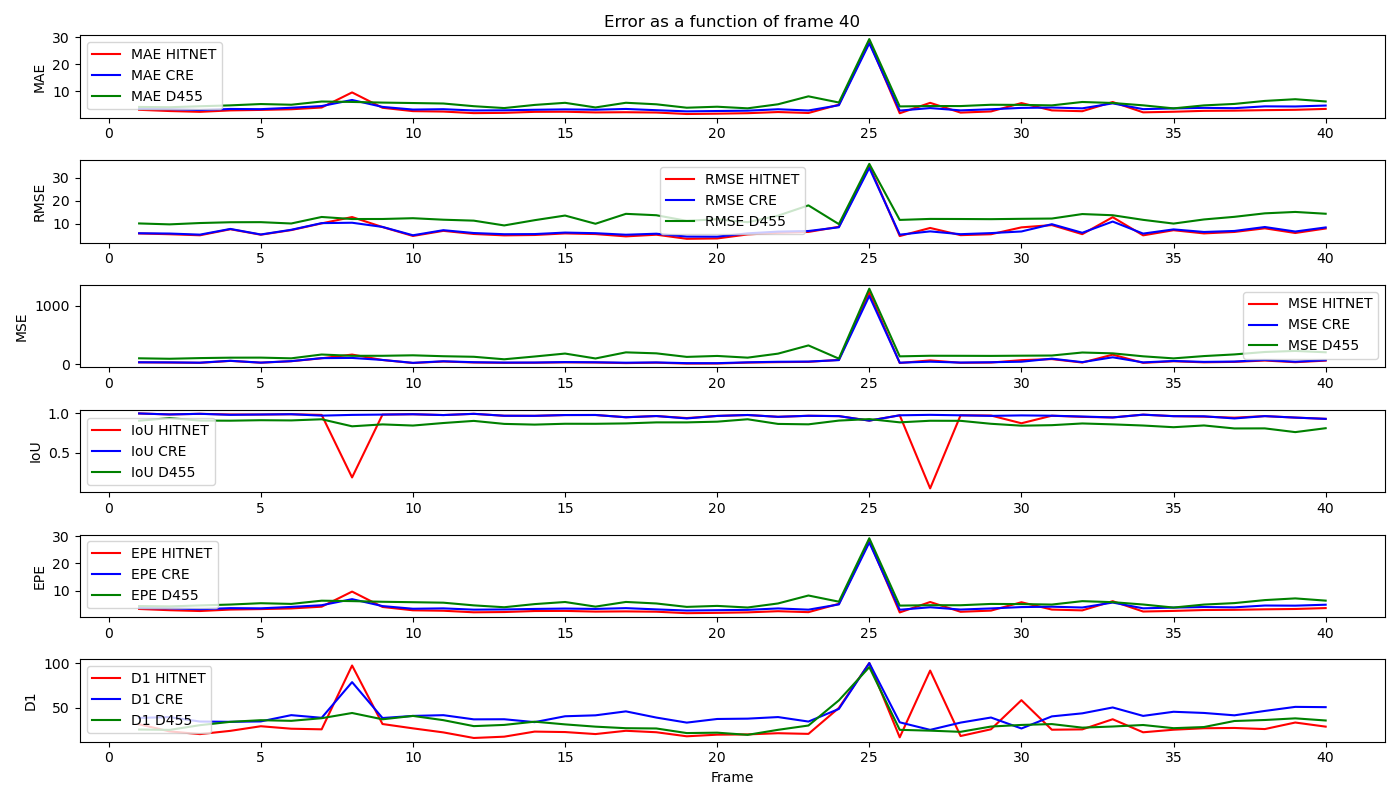 Error as a function of frame 40
30
20
10
MAE
MAE HITNET
MAE CRE
MAE D455
0 5 10 15 20 25 30 35 40
30
20
10
RMSE
RMSE HITNET
RMSE CRE
RMSE D455
0 5 10 15 20 25 30 35 40
1000
0
MSE
MSE HITNET
MSE CRE
MSE D455
0 5 10 15 20 25 30 35 40
1.0
0.5
IoU
IoU HITNET
IoU CRE
IoU D455
0 5 10 15 20 25 30 35 40
30
20
10
EPE
EPE HITNET
EPE CRE
EPE D455
0 5 10 15 20 25 30 35 40
100
50
D1
D1 HITNET
D1 CRE
D1 D455
0 5 10 15 20 25 30 35 40
Frame